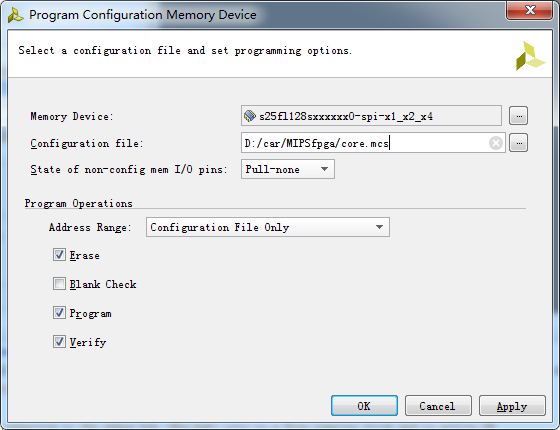 Program Configuration Memory Device
Select a configuration file and set programming options.
Memory Device: s25fl128sxxxxxx0-spi-x1_x2_x4 ...
Configuration file: D:/car/MIPSfpga/core.mcs ...
State of non-config mem I/O pins: Pull-none
Program Operations
Address Range: Configuration File Only
Erase
Blank Check
Program
Verify
OK Cancel Apply